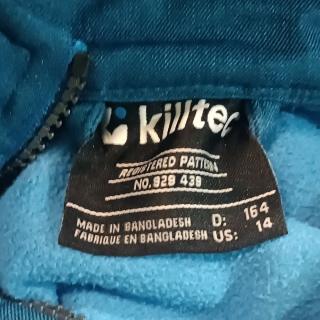 killtec
REGISTERED PATTERN
NO. 929 439
MADE IN BANGLADESH D: 164
FABRIQUE EN BANGLADESH US: 14